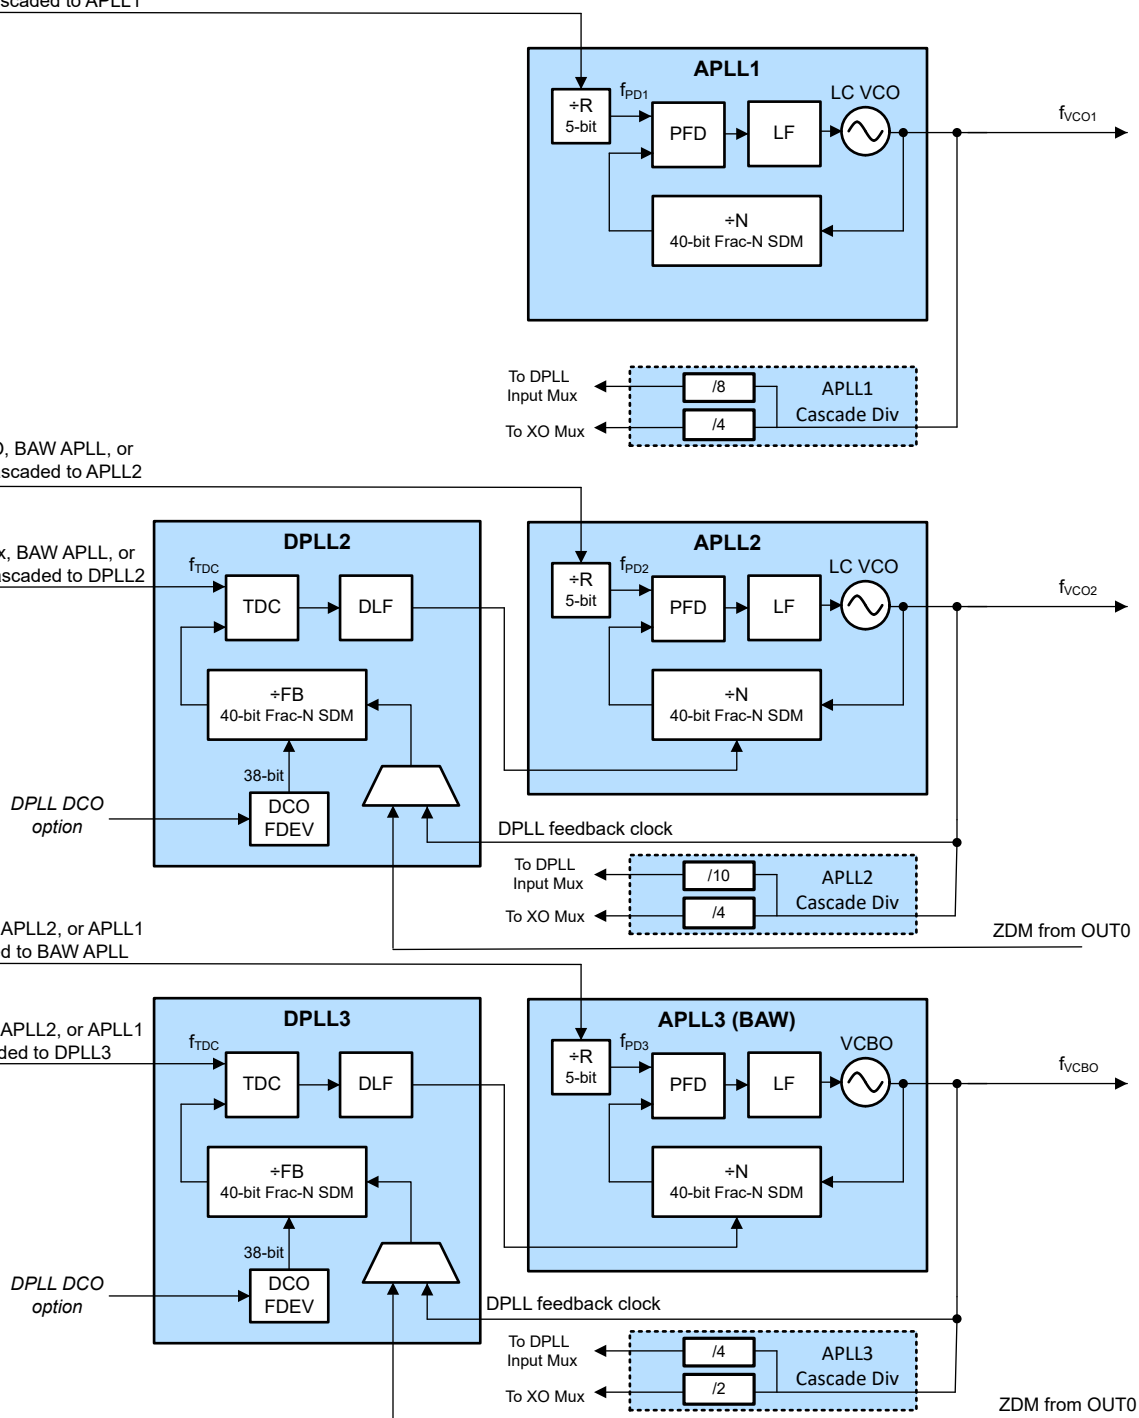 scaded to APLL1
APLL1
÷R
5-bit
fPD1
PFD
LF
LC VCO
fVCO1
÷N
40-bit Frac-N SDM
To DPLL
Input Mux
/8
APLL1
Cascade Div
To XO Mux
/4
, BAW APLL, or
scaded to APLL2
DPLL2
APLL2
x, BAW APLL, or
ascaded to DPLL2
fTDC
TDC
DLF
÷R
5-bit
fPD2
PFD
LF
LC VCO
fVCO2
÷FB
40-bit Frac-N SDM
÷N
40-bit Frac-N SDM
38-bit
DPLL DCO
option
DCO
FDEV
DPLL feedback clock
To DPLL
Input Mux
/10
APLL2
Cascade Div
To XO Mux
/4
APLL2, or APLL1
d to BAW APLL
ZDM from OUT0
DPLL3
APLL3 (BAW)
APLL2, or APLL1
ded to DPLL3
fTDC
TDC
DLF
÷R
5-bit
fPD3
PFD
LF
VCBO
fVCBO
÷FB
40-bit Frac-N SDM
÷N
40-bit Frac-N SDM
38-bit
DPLL DCO
option
DCO
FDEV
DPLL feedback clock
To DPLL
Input Mux
/4
APLL3
Cascade Div
To XO Mux
/2
ZDM from OUT0